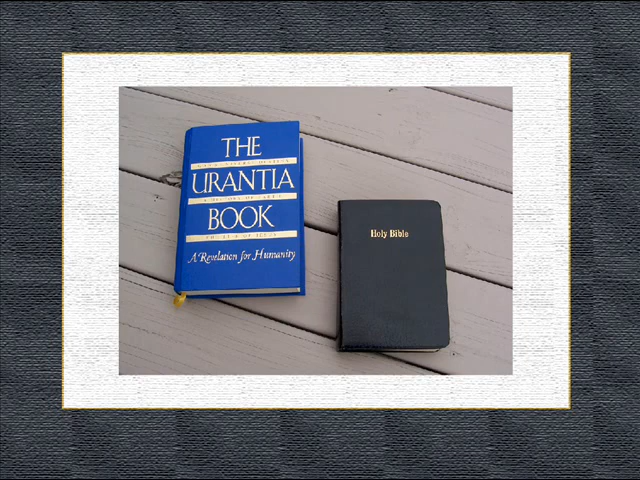 THE
URANTIA
BOOK
A Revelation for Humanity
Holy Bible